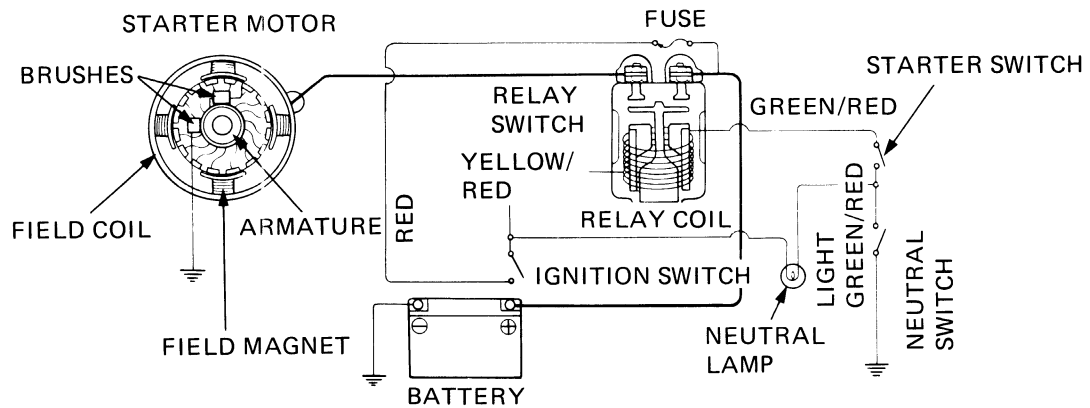 FUSE
STARTER MOTOR
BRUSHES
STARTER SWITCH
RELAY
SWITCH
GREEN/RED
YELLOW/
RED
FIELD COIL
ARMATURE
RED
RELAY COIL
IGNITION SWITCH
LIGHT
GREEN/RED
NEUTRAL
SWITCH
FIELD MAGNET
NEUTRAL
LAMP
− +
BATTERY